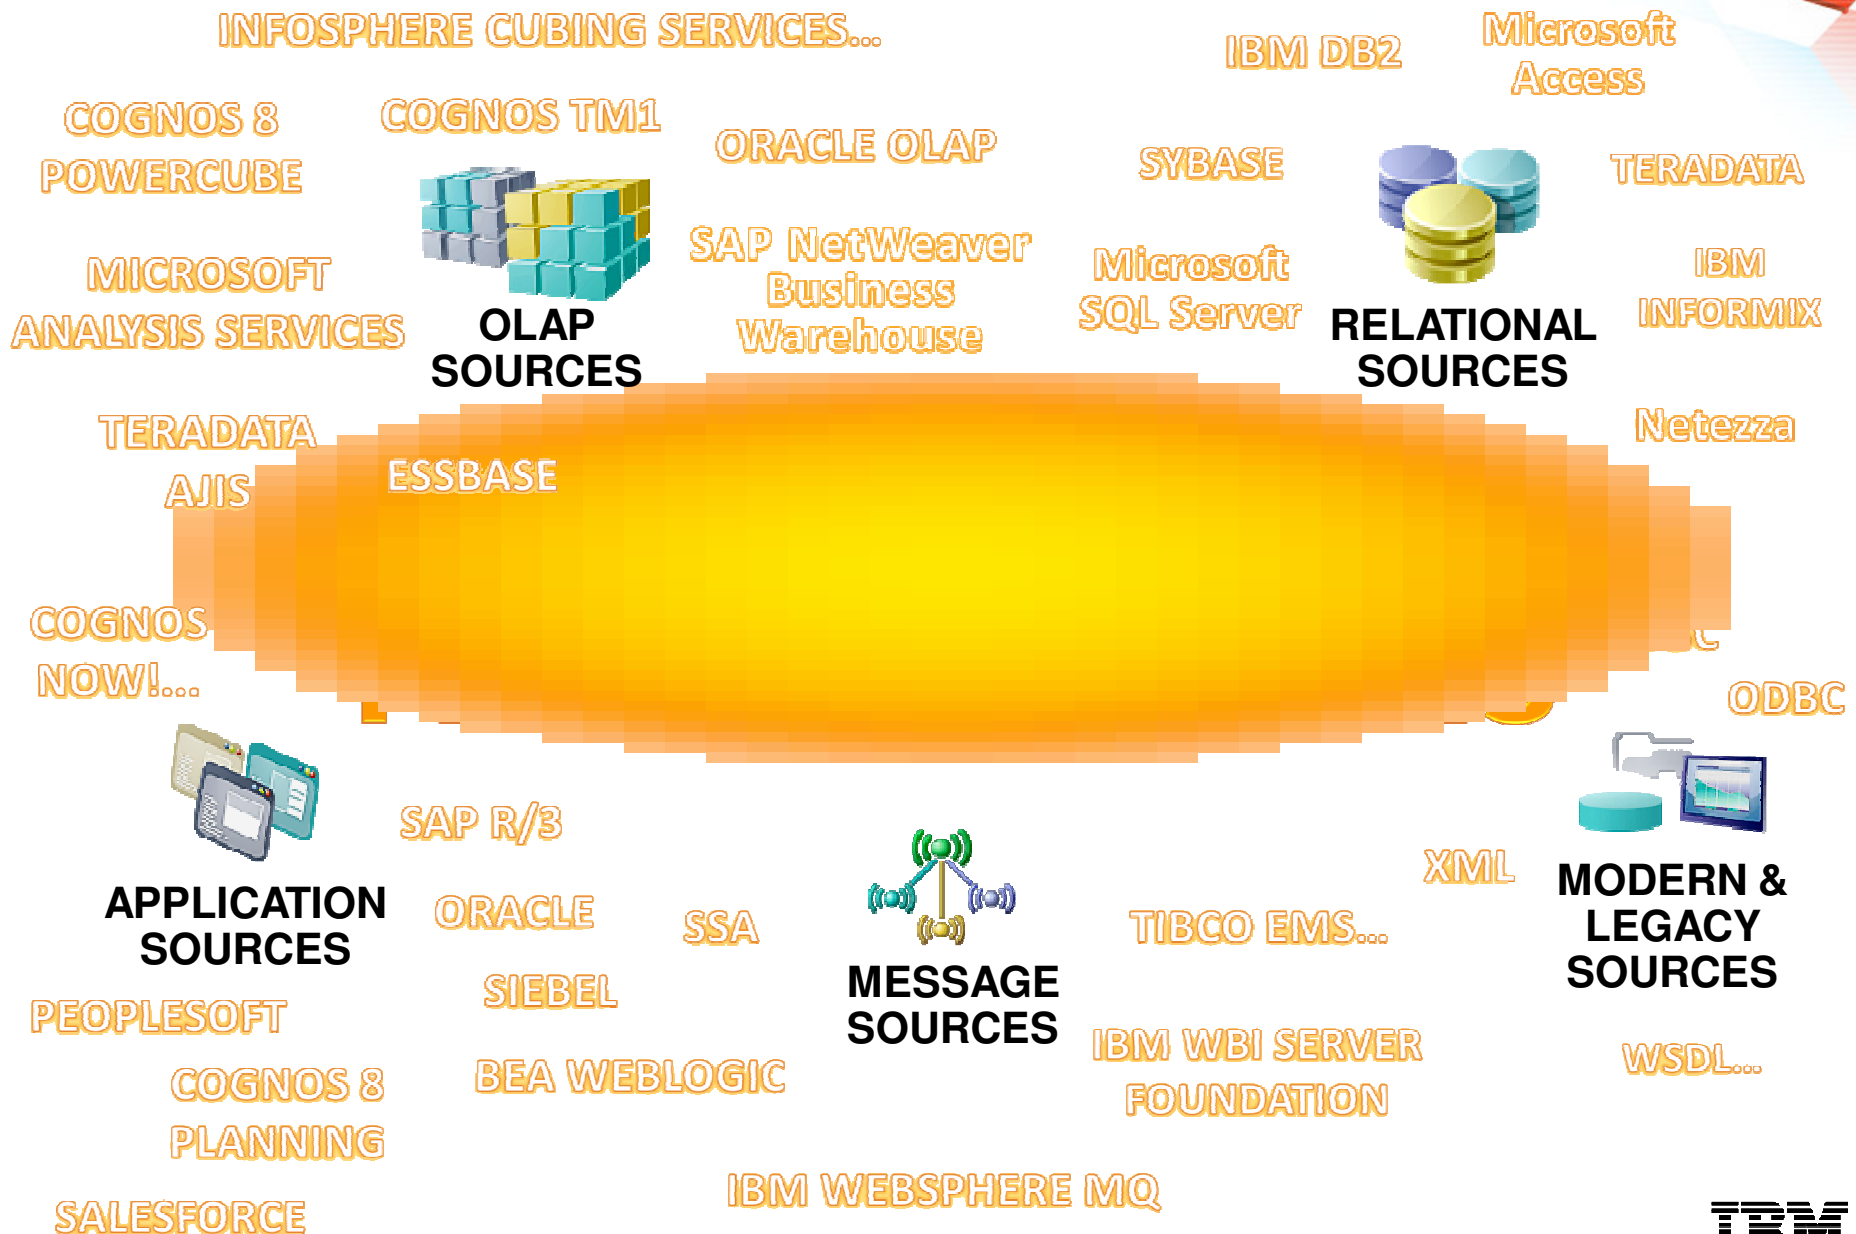 INFOSPHERE CUBING SERVICES...
IBM DB2
Microsoft
Access
COGNOS 8
POWERCUBE
COGNOS TM1
ORACLE OLAP
SYBASE
TERADATA
MICROSOFT
ANALYSIS SERVICES
OLAP
SOURCES
SAP NetWeaver
Business
Warehouse
Microsoft
SQL Server
RELATIONAL
SOURCES
IBM
INFORMIX
TERADATA
AJIS
ESSBASE
Netezza
COGNOS
NOW!...
ODBC
APPLICATION
SOURCES
SAP R/3
ORACLE
SSA
SIEBEL
BEA WEBLOGIC
PEOPLESOFT
COGNOS 8
PLANNING
SALESFORCE
MESSAGE
SOURCES
TIBCO EMS...
IBM WBI SERVER
FOUNDATION
IBM WEBSPHERE MQ
XML
MODERN &
LEGACY
SOURCES
WSDL...
IBM